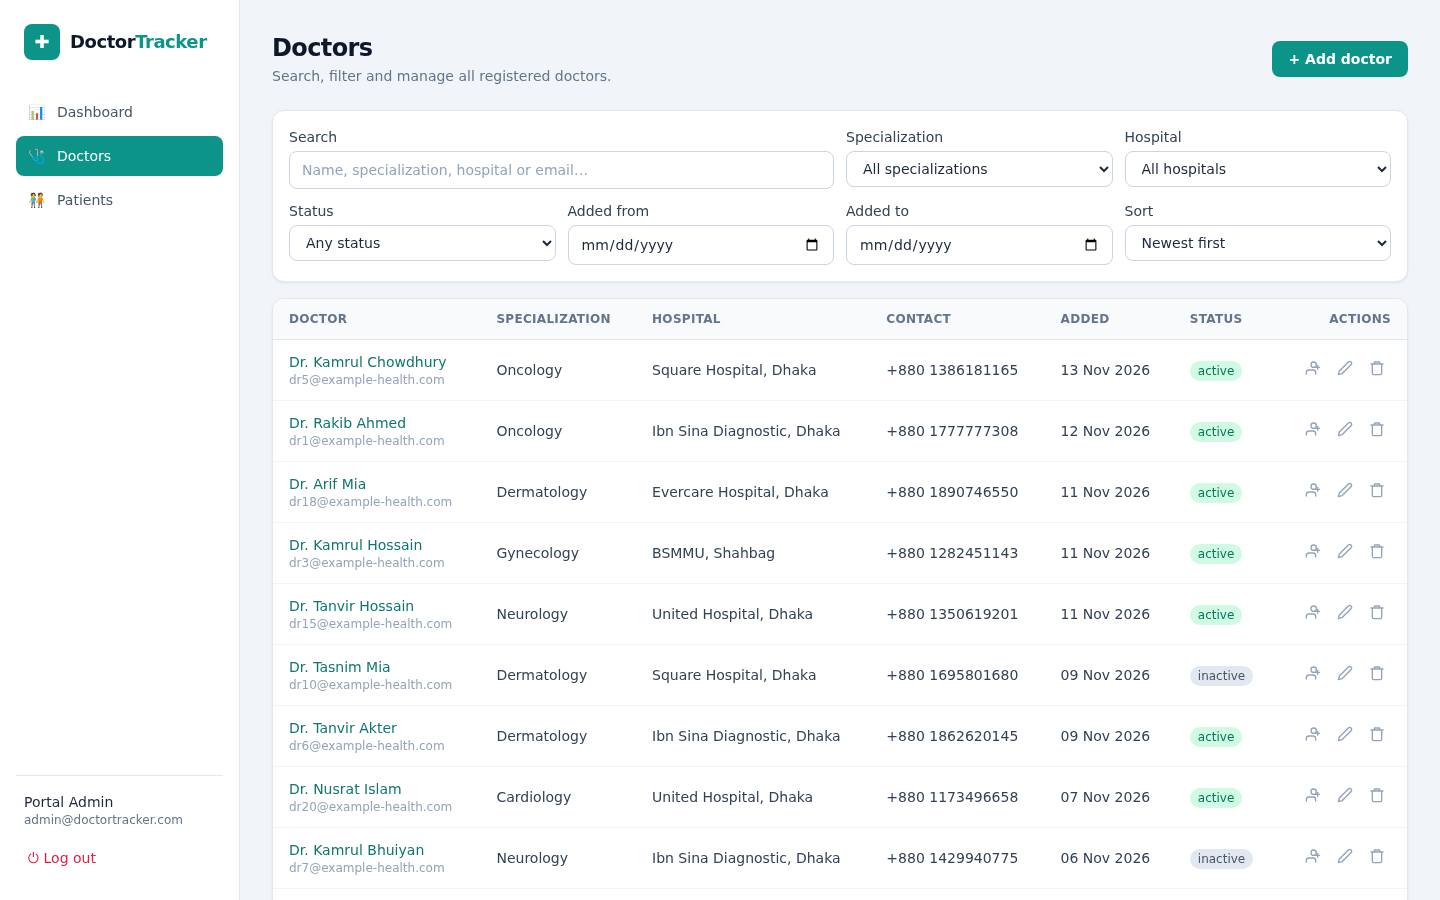 DoctorTracker
Dashboard
Doctors
Patients
Portal Admin
admin@doctortracker.com
Log out
Doctors
Search, filter and manage all registered doctors.
+ Add doctor
Search
Specialization
Hospital
Name, specialization, hospital or email...
All specializations
All hospitals
Status
Added from
Added to
Sort
Any status
mm/dd/yyyy
mm/dd/yyyy
Newest first
DOCTOR SPECIALIZATION HOSPITAL CONTACT ADDED STATUS ACTIONS
Dr. Kamrul Chowdhury
dr5@example-health.com
Oncology Square Hospital, Dhaka +880 1386181165 13 Nov 2026 active
Dr. Rakib Ahmed
dr1@example-health.com
Oncology Ibn Sina Diagnostic, Dhaka +880 1777777308 12 Nov 2026 active
Dr. Arif Mia
dr18@example-health.com
Dermatology Evercare Hospital, Dhaka +880 1890746550 11 Nov 2026 active
Dr. Kamrul Hossain
dr3@example-health.com
Gynecology BSMMU, Shahbag +880 1282451143 11 Nov 2026 active
Dr. Tanvir Hossain
dr15@example-health.com
Neurology United Hospital, Dhaka +880 1350619201 11 Nov 2026 active
Dr. Tasnim Mia
dr10@example-health.com
Dermatology Square Hospital, Dhaka +880 1695801680 09 Nov 2026 inactive
Dr. Tanvir Akter
dr6@example-health.com
Dermatology Ibn Sina Diagnostic, Dhaka +880 1862620145 09 Nov 2026 active
Dr. Nusrat Islam
dr20@example-health.com
Cardiology United Hospital, Dhaka +880 1173496658 07 Nov 2026 active
Dr. Kamrul Bhuiyan
dr7@example-health.com
Neurology Ibn Sina Diagnostic, Dhaka +880 1429940775 06 Nov 2026 inactive